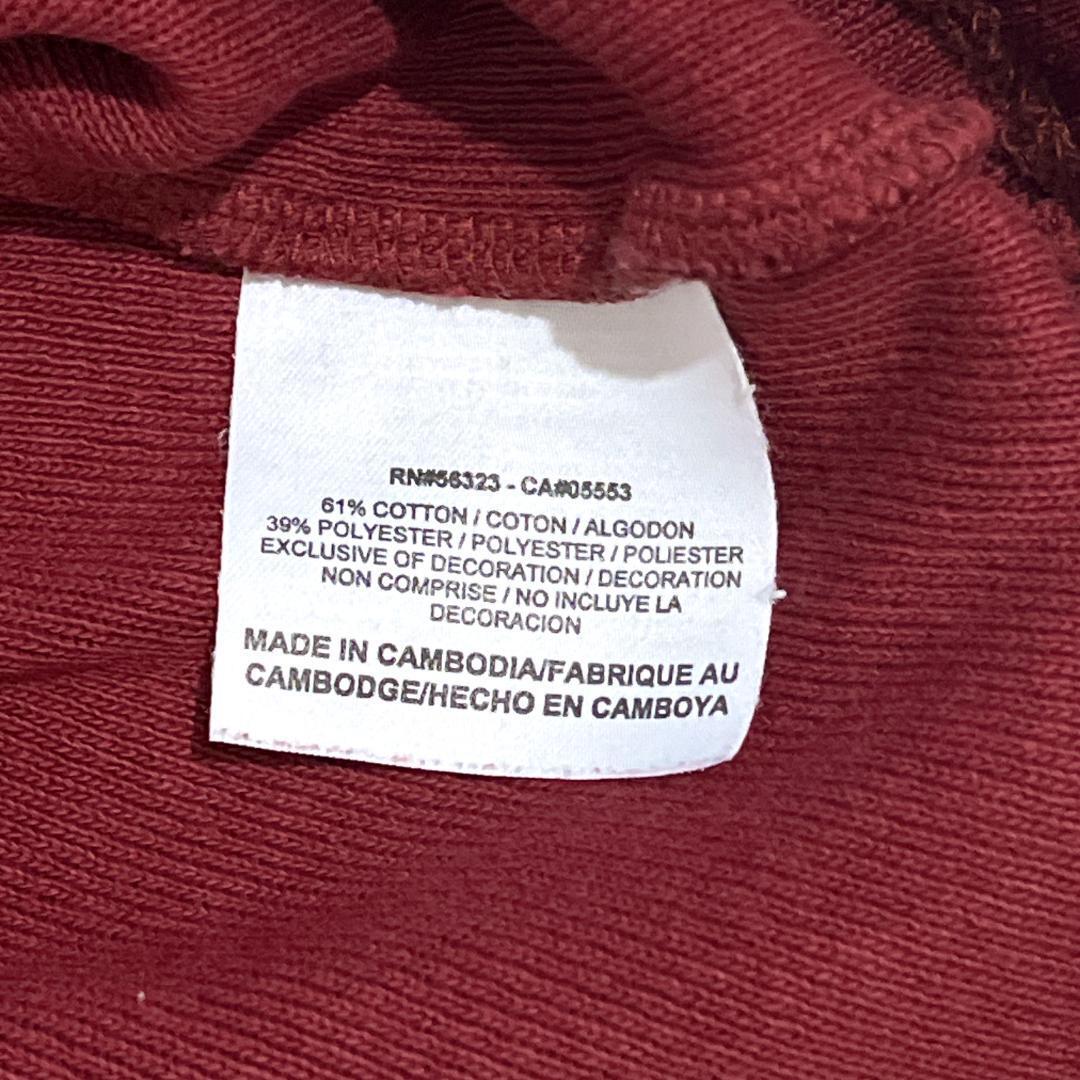 RN#56323 - CA#05553
61% COTTON / COTON / ALGODON
39% POLYESTER / POLYESTER / POLIESTER
EXCLUSIVE OF DECORATION / DECORATION
NON COMPRISE / NO INCLUYE LA
DECORACION
MADE IN CAMBODIA/FABRIQUE AU
CAMBODGE/HECHO EN CAMBOYA